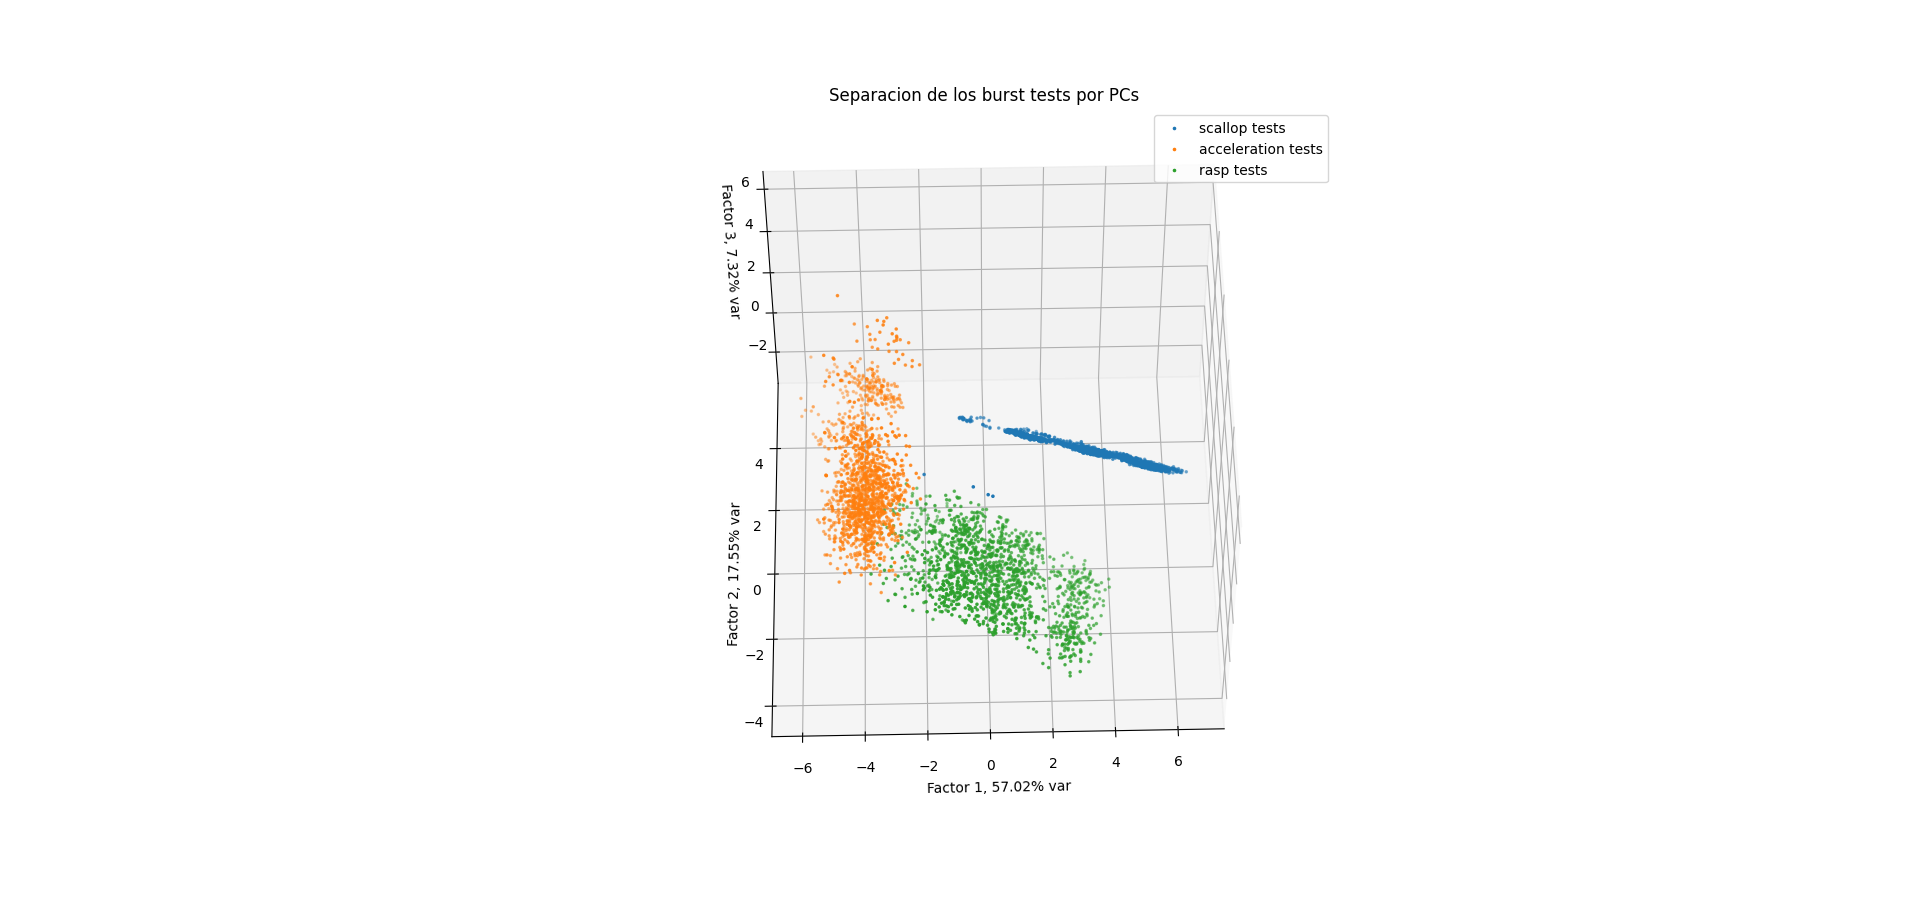 Separacion de los burst tests por PCs
scallop tests
acceleration tests
rasp tests
6
4
2
0
−2
Factor 3, 7.32% var
4
2
0
−2
−4
Factor 2, 17.55% var
−6 −4 −2 0 2 4 6
Factor 1, 57.02% var